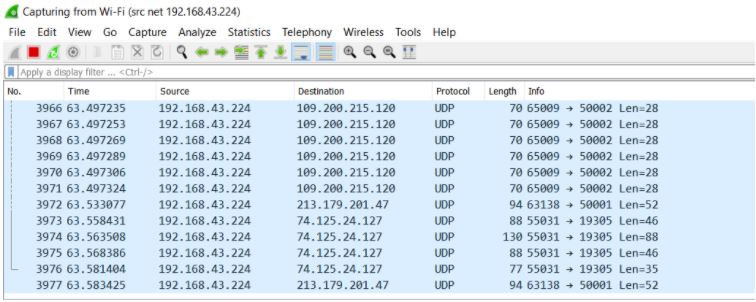 Capturing from Wi-Fi (src net 192.168.43.224)
File Edit View Go Capture Analyze Statistics Telephony Wireless Tools Help
Apply a display filter ... <Ctrl-/>
No. Time Source Destination Protocol Length Info
3966 63.497235 192.168.43.224 109.200.215.120 UDP 70 65009 → 50002 Len=28
3967 63.497253 192.168.43.224 109.200.215.120 UDP 70 65009 → 50002 Len=28
3968 63.497269 192.168.43.224 109.200.215.120 UDP 70 65009 → 50002 Len=28
3969 63.497289 192.168.43.224 109.200.215.120 UDP 70 65009 → 50002 Len=28
3970 63.497306 192.168.43.224 109.200.215.120 UDP 70 65009 → 50002 Len=28
3971 63.497324 192.168.43.224 109.200.215.120 UDP 70 65009 → 50002 Len=28
3972 63.533077 192.168.43.224 213.179.201.47 UDP 94 63138 → 50001 Len=52
3973 63.558431 192.168.43.224 74.125.24.127 UDP 88 55031 → 19305 Len=46
3974 63.563508 192.168.43.224 74.125.24.127 UDP 130 55031 → 19305 Len=88
3975 63.568386 192.168.43.224 74.125.24.127 UDP 88 55031 → 19305 Len=46
3976 63.581404 192.168.43.224 74.125.24.127 UDP 77 55031 → 19305 Len=35
3977 63.583425 192.168.43.224 213.179.201.47 UDP 94 63138 → 50001 Len=52